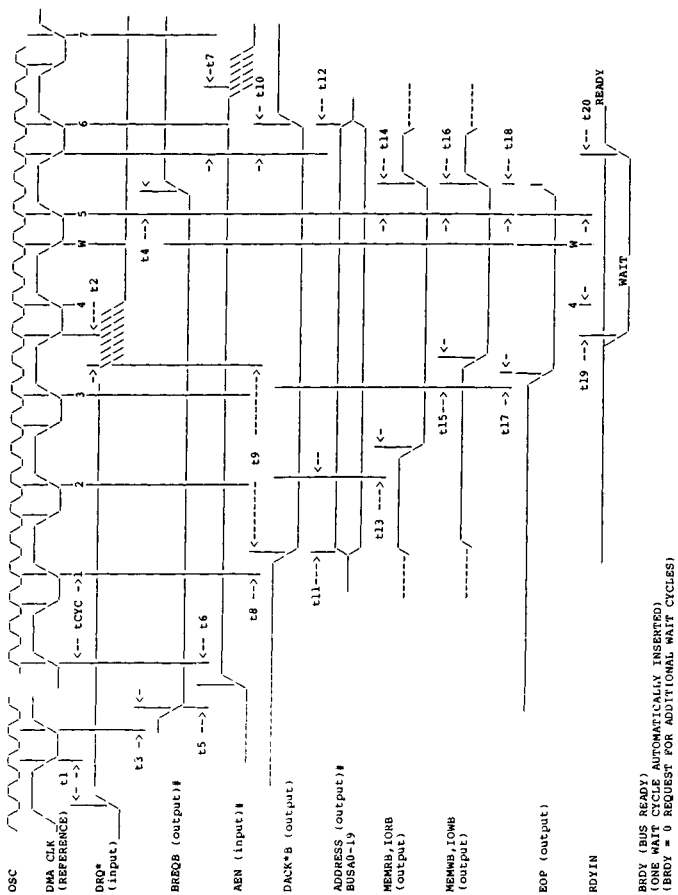 OSC
DMA CLK
(REFERENCE)
t1 --->
<-- tCYC -->
1
2
3
4
W
5
6
7
DRQ*
(input)
<--- t2
BREQB (output)#
t3 --->
t4 --->
AEN (input)#
t5 -->
<--- t6
<--t7
DACK*B (output)
t8 --->
t9
<-- t10
ADDRESS (output)#
BUSA0-19
t11-->
<--- t12
MEMRB,IORB
(output)
t13 --->
<-- t14
MEMWB,IOWB
(output)
t15--->
<-- t16
EOP (output)
t17 --->
<-- t18
RDYIN
t19 --->
4
W
<-- t20
WAIT
READY
BRDY (BUS READY)
(ONE WAIT CYCLE AUTOMATICALLY INSERTED)
(BRDY = 0 REQUEST FOR ADDITIONAL WAIT CYCLES)